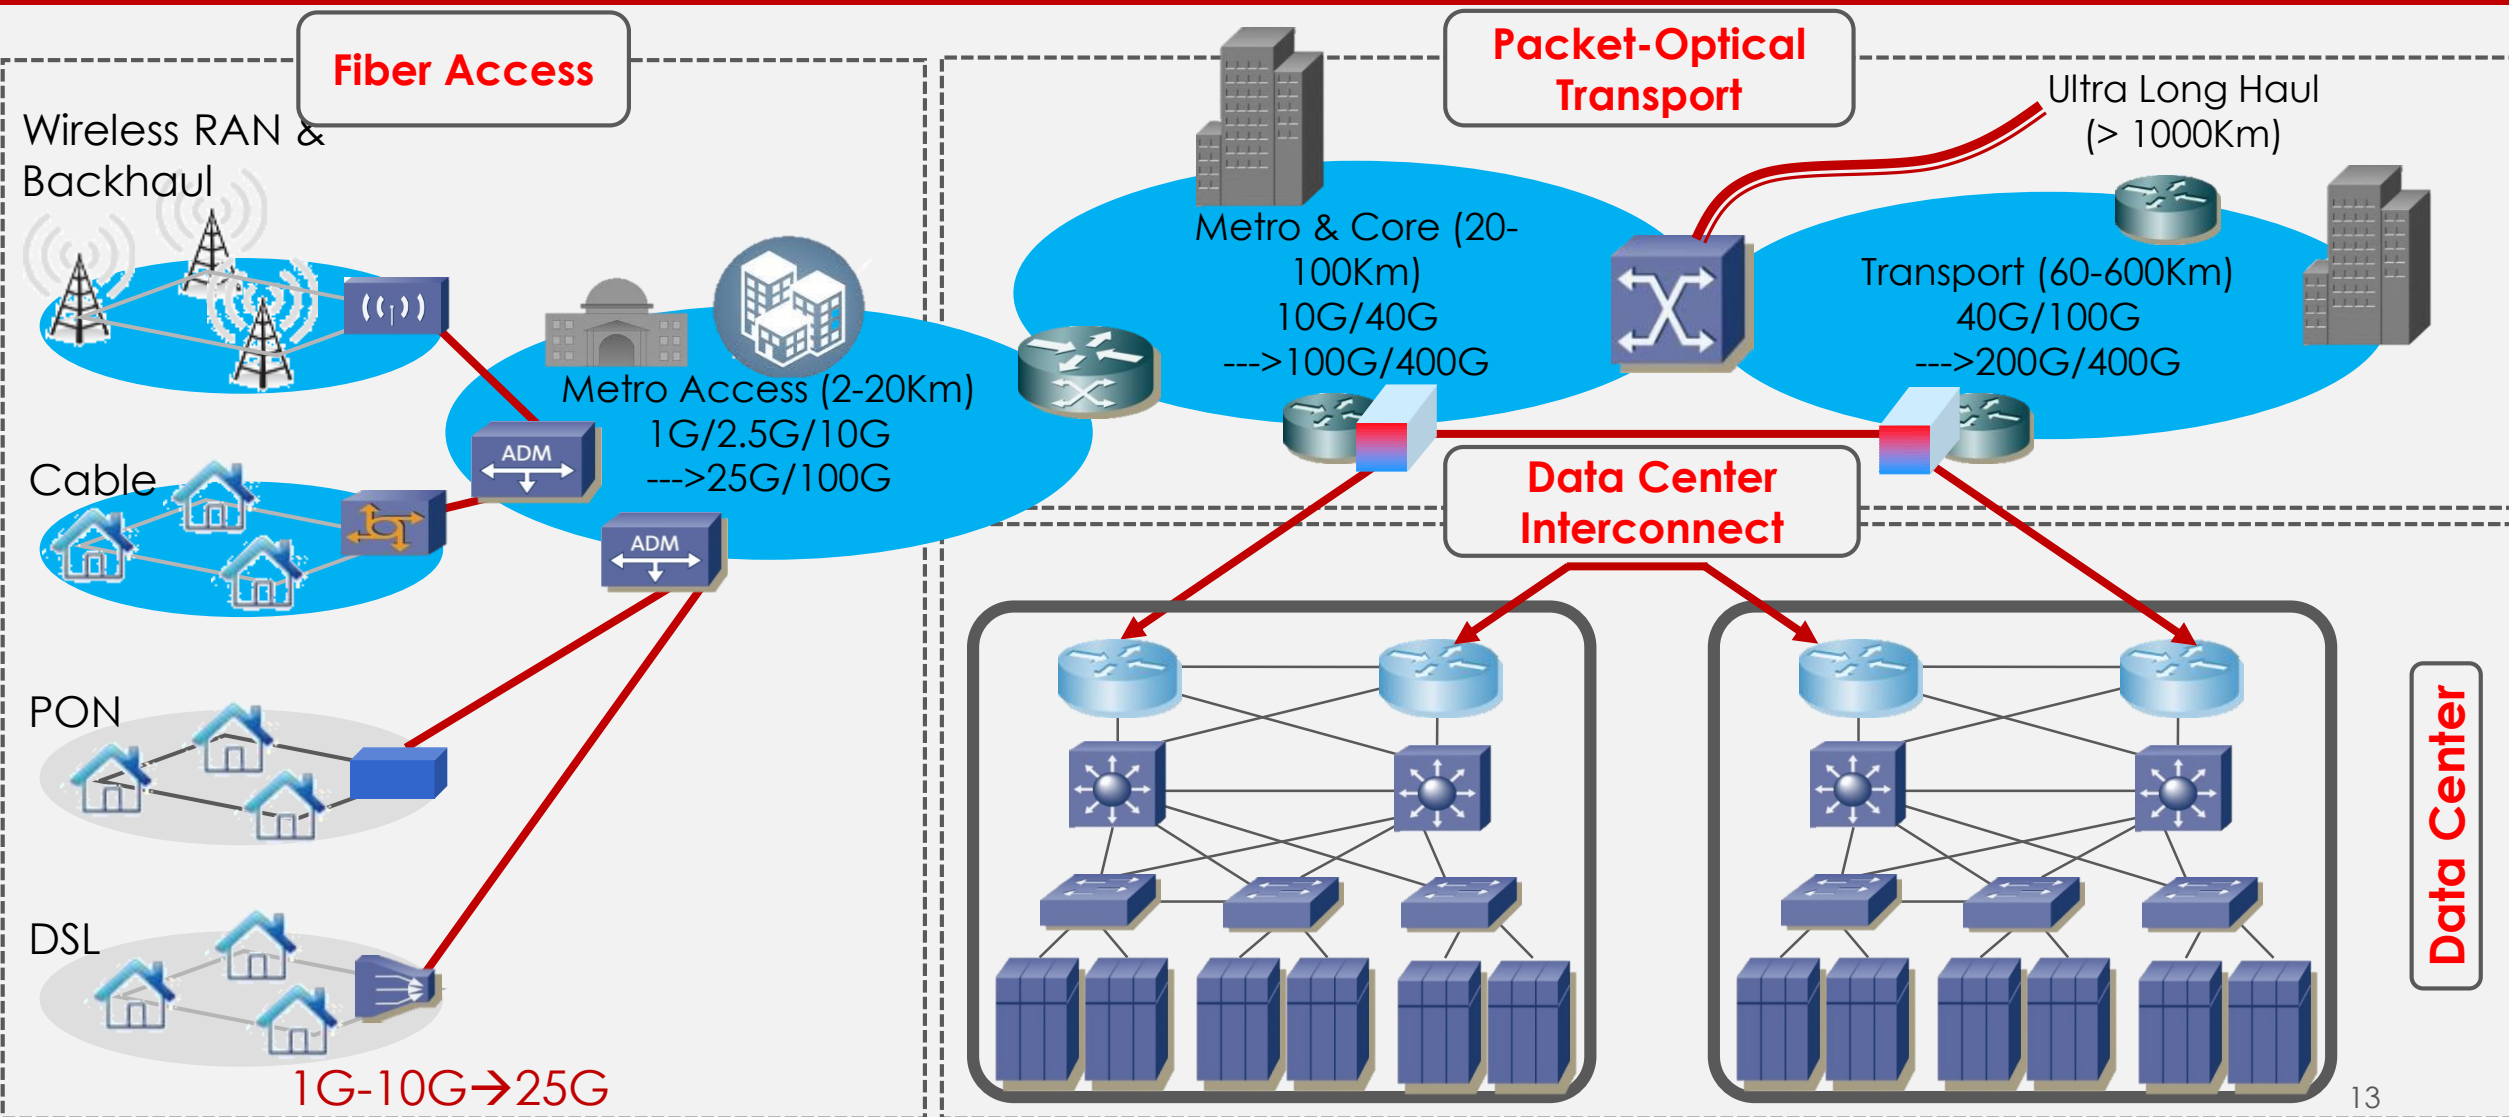 Fiber Access
Wireless RAN &
Backhaul
Metro Access (2-20Km)
1G/2.5G/10G
--->25G/100G
ADM
ADM
Cable
PON
DSL
1G-10G→25G
Packet-Optical
Transport
Ultra Long Haul
(> 1000Km)
Metro & Core (20-
100Km)
10G/40G
--->100G/400G
Transport (60-600Km)
40G/100G
--->200G/400G
Data Center
Interconnect
Data Center
13